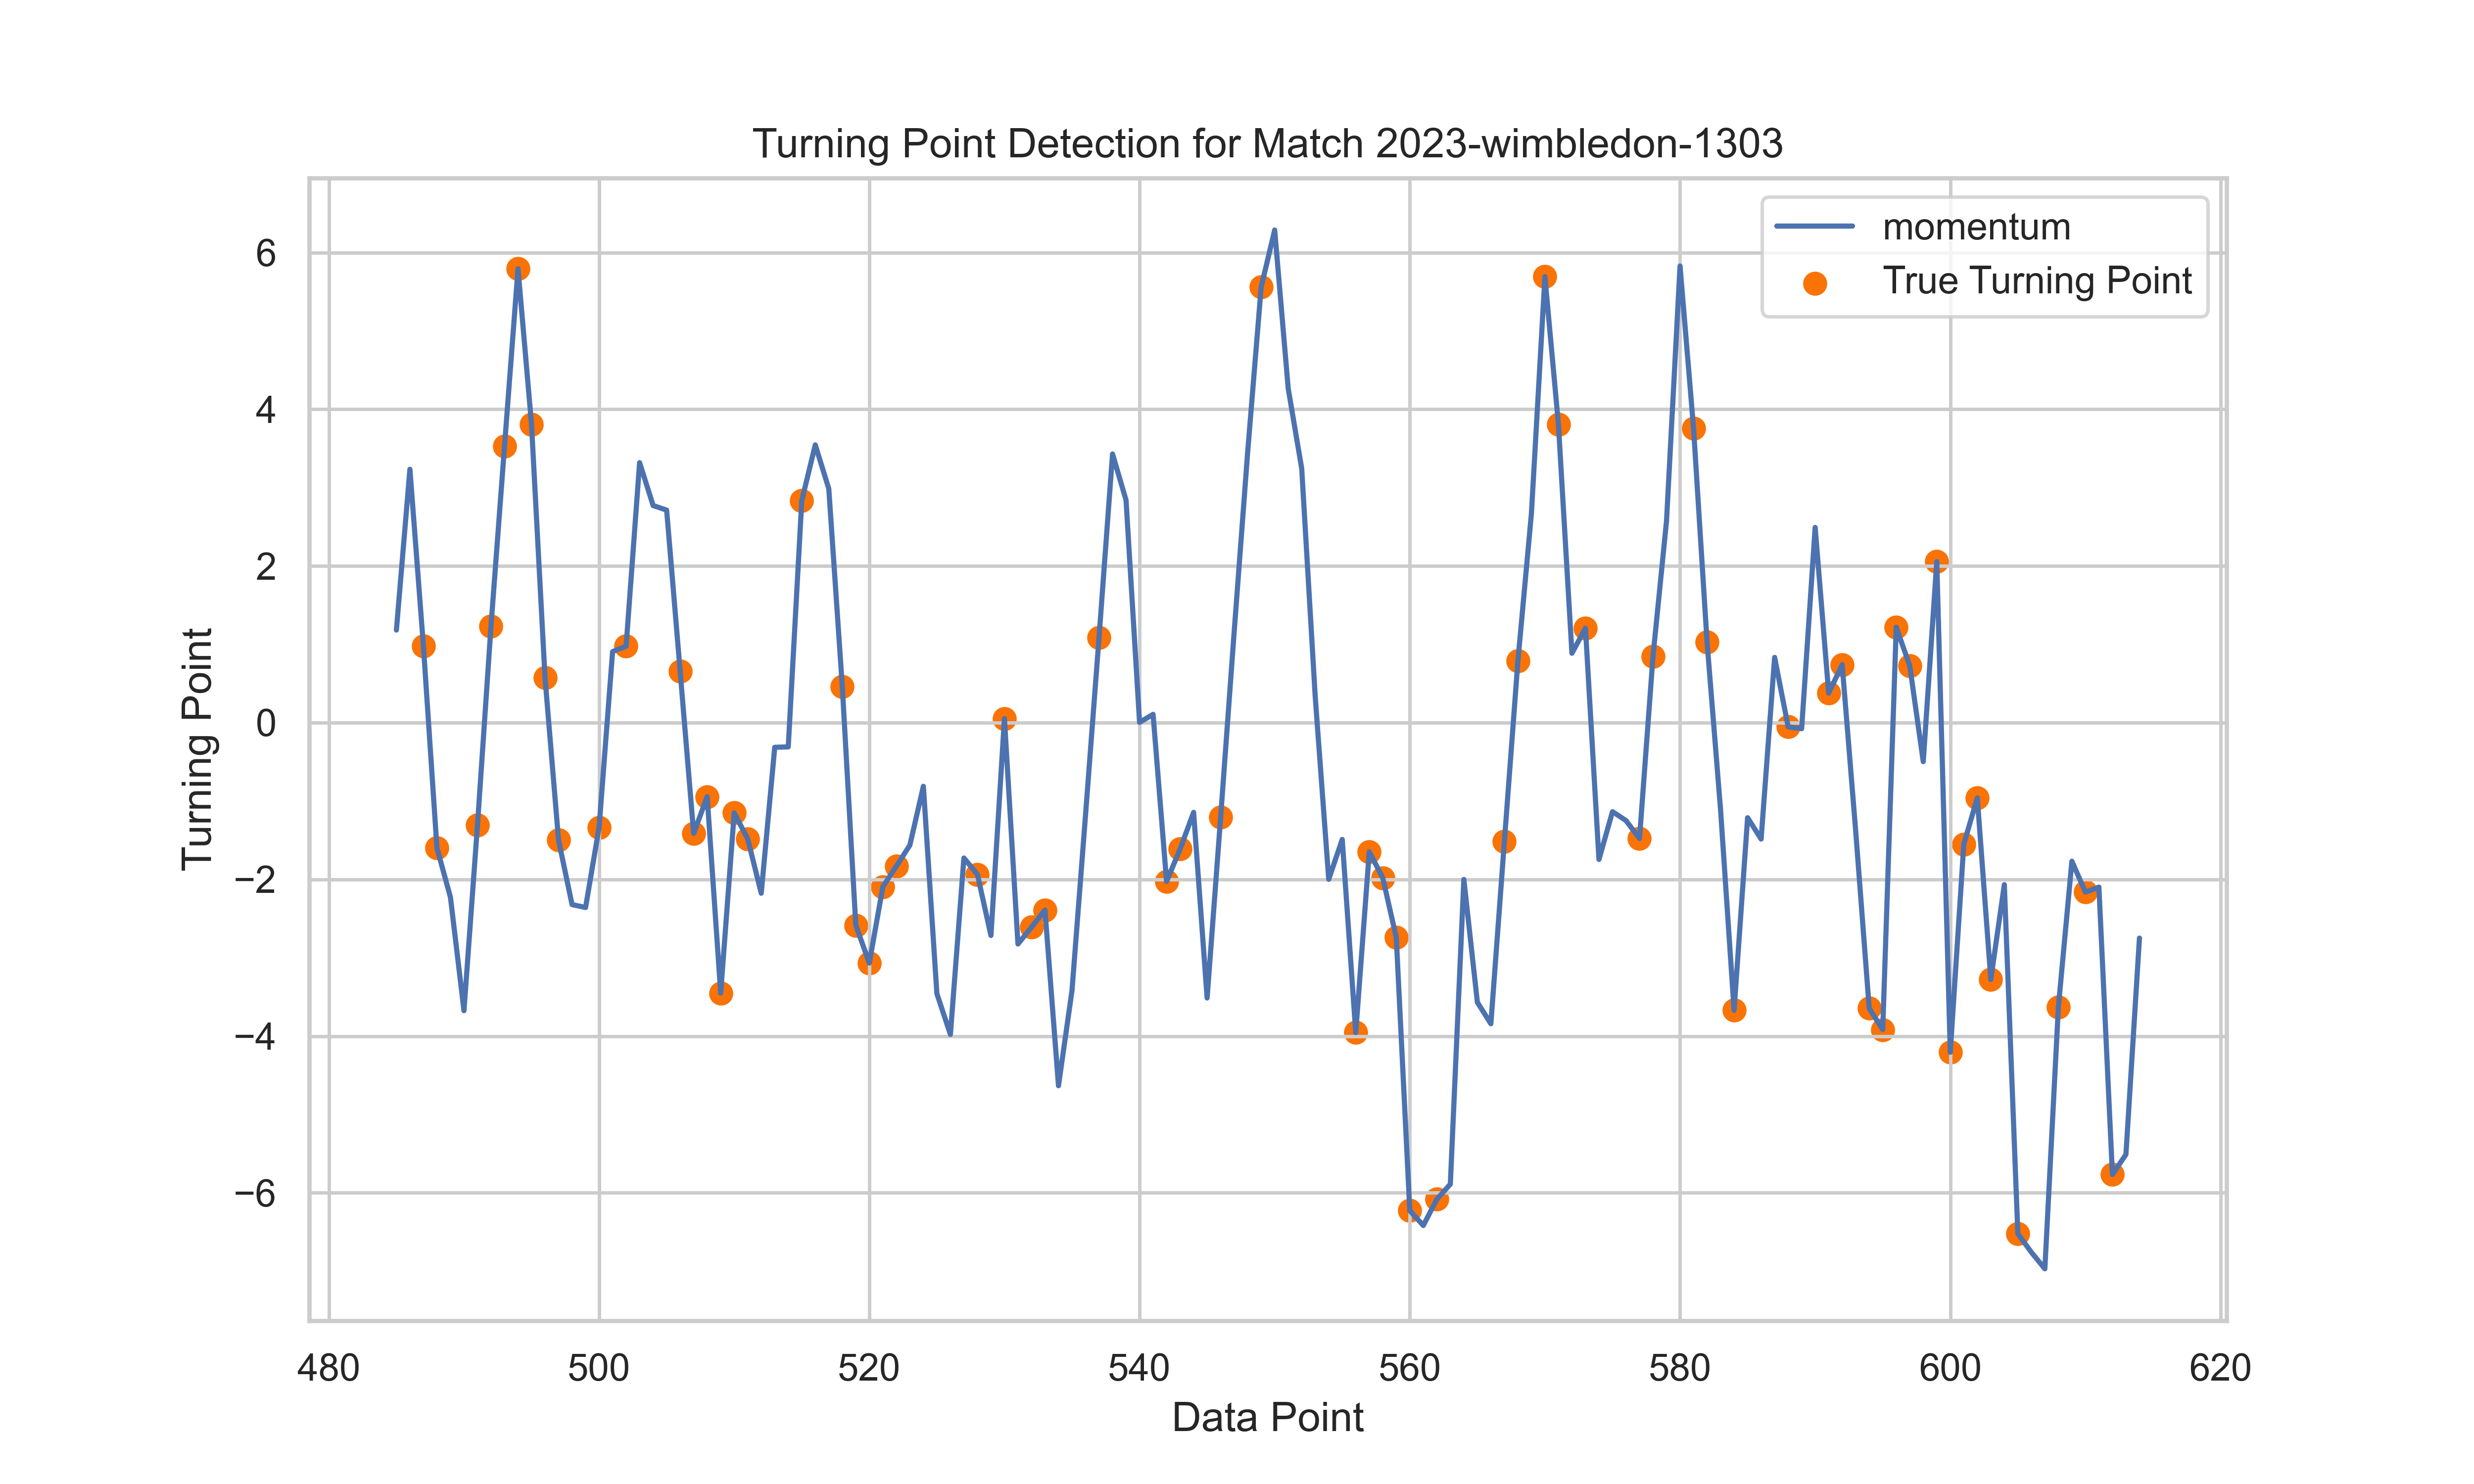 Turning Point Detection for Match 2023-wimbledon-1303
momentum
True Turning Point
Turning Point
6
4
2
0
−2
−4
−6
480 500 520 540 560 580 600 620
Data Point